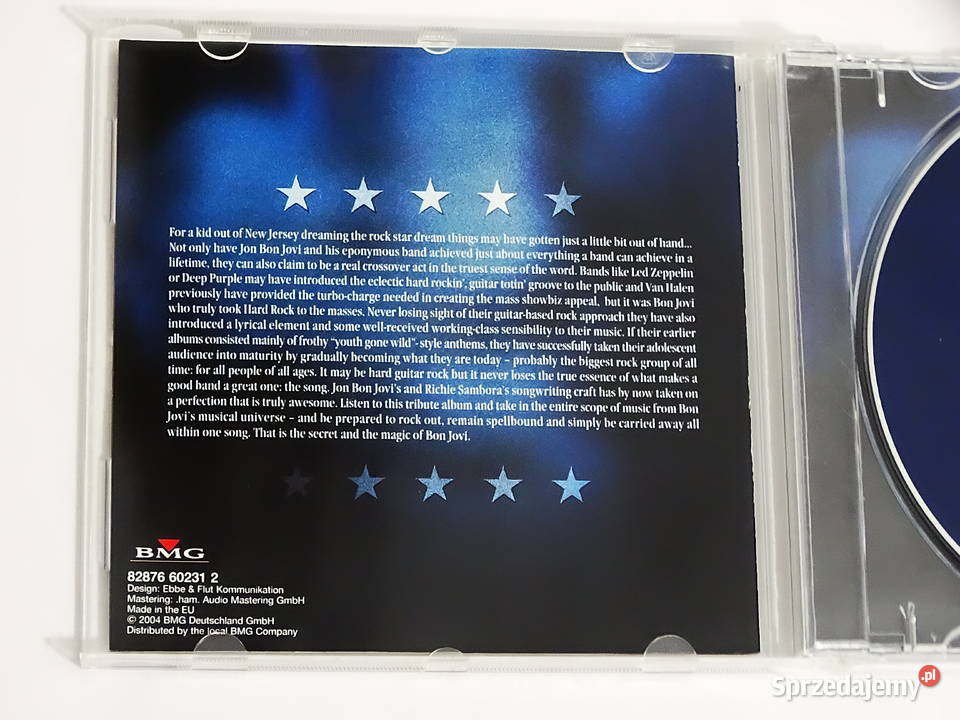 For a kid out of New Jersey dreaming the rock star dream things may have gotten just a little bit out of hand...
Not only have Jon Bon Jovi and his eponymous band achieved just about everything a band can achieve in a
lifetime, they can also claim to be a real crossover act in the truest sense of the word. Bands like Led Zeppelin
or Deep Purple may have introduced the eclectic hard rockin', guitar totin' groove to the public and Van Halen
previously have provided the turbo-charge needed in creating the mass showbiz appeal, but it was Bon Jovi
who truly took Hard Rock to the masses. Never losing sight of their guitar-based rock approach they have also
introduced a lyrical element and some well-received working-class sensibility to their music. If their earlier
albums consisted mainly of frothy "youth gone wild"-style anthems, they have successfully taken their adolescent
audience into maturity by gradually becoming what they are today – probably the biggest rock group of all
time: for all people of all ages. It may be hard guitar rock but it never loses the true essence of what makes a
good band a great one: the song. Jon Bon Jovi's and Richie Sambora's songwriting craft has by now taken on
a perfection that is truly awesome. Listen to this tribute album and take in the entire scope of music from Bon
Jovi's musical universe – and be prepared to rock out, remain spellbound and simply be carried away all
within one song. That is the secret and the magic of Bon Jovi.
BMG
82876 60231 2
Design: Ebbe & Flut Kommunikation
Mastering: .ham. Audio Mastering GmbH
Made in the EU
© 2004 BMG Deutschland GmbH
Distributed by the local BMG Company
Sprzedajemy.pl